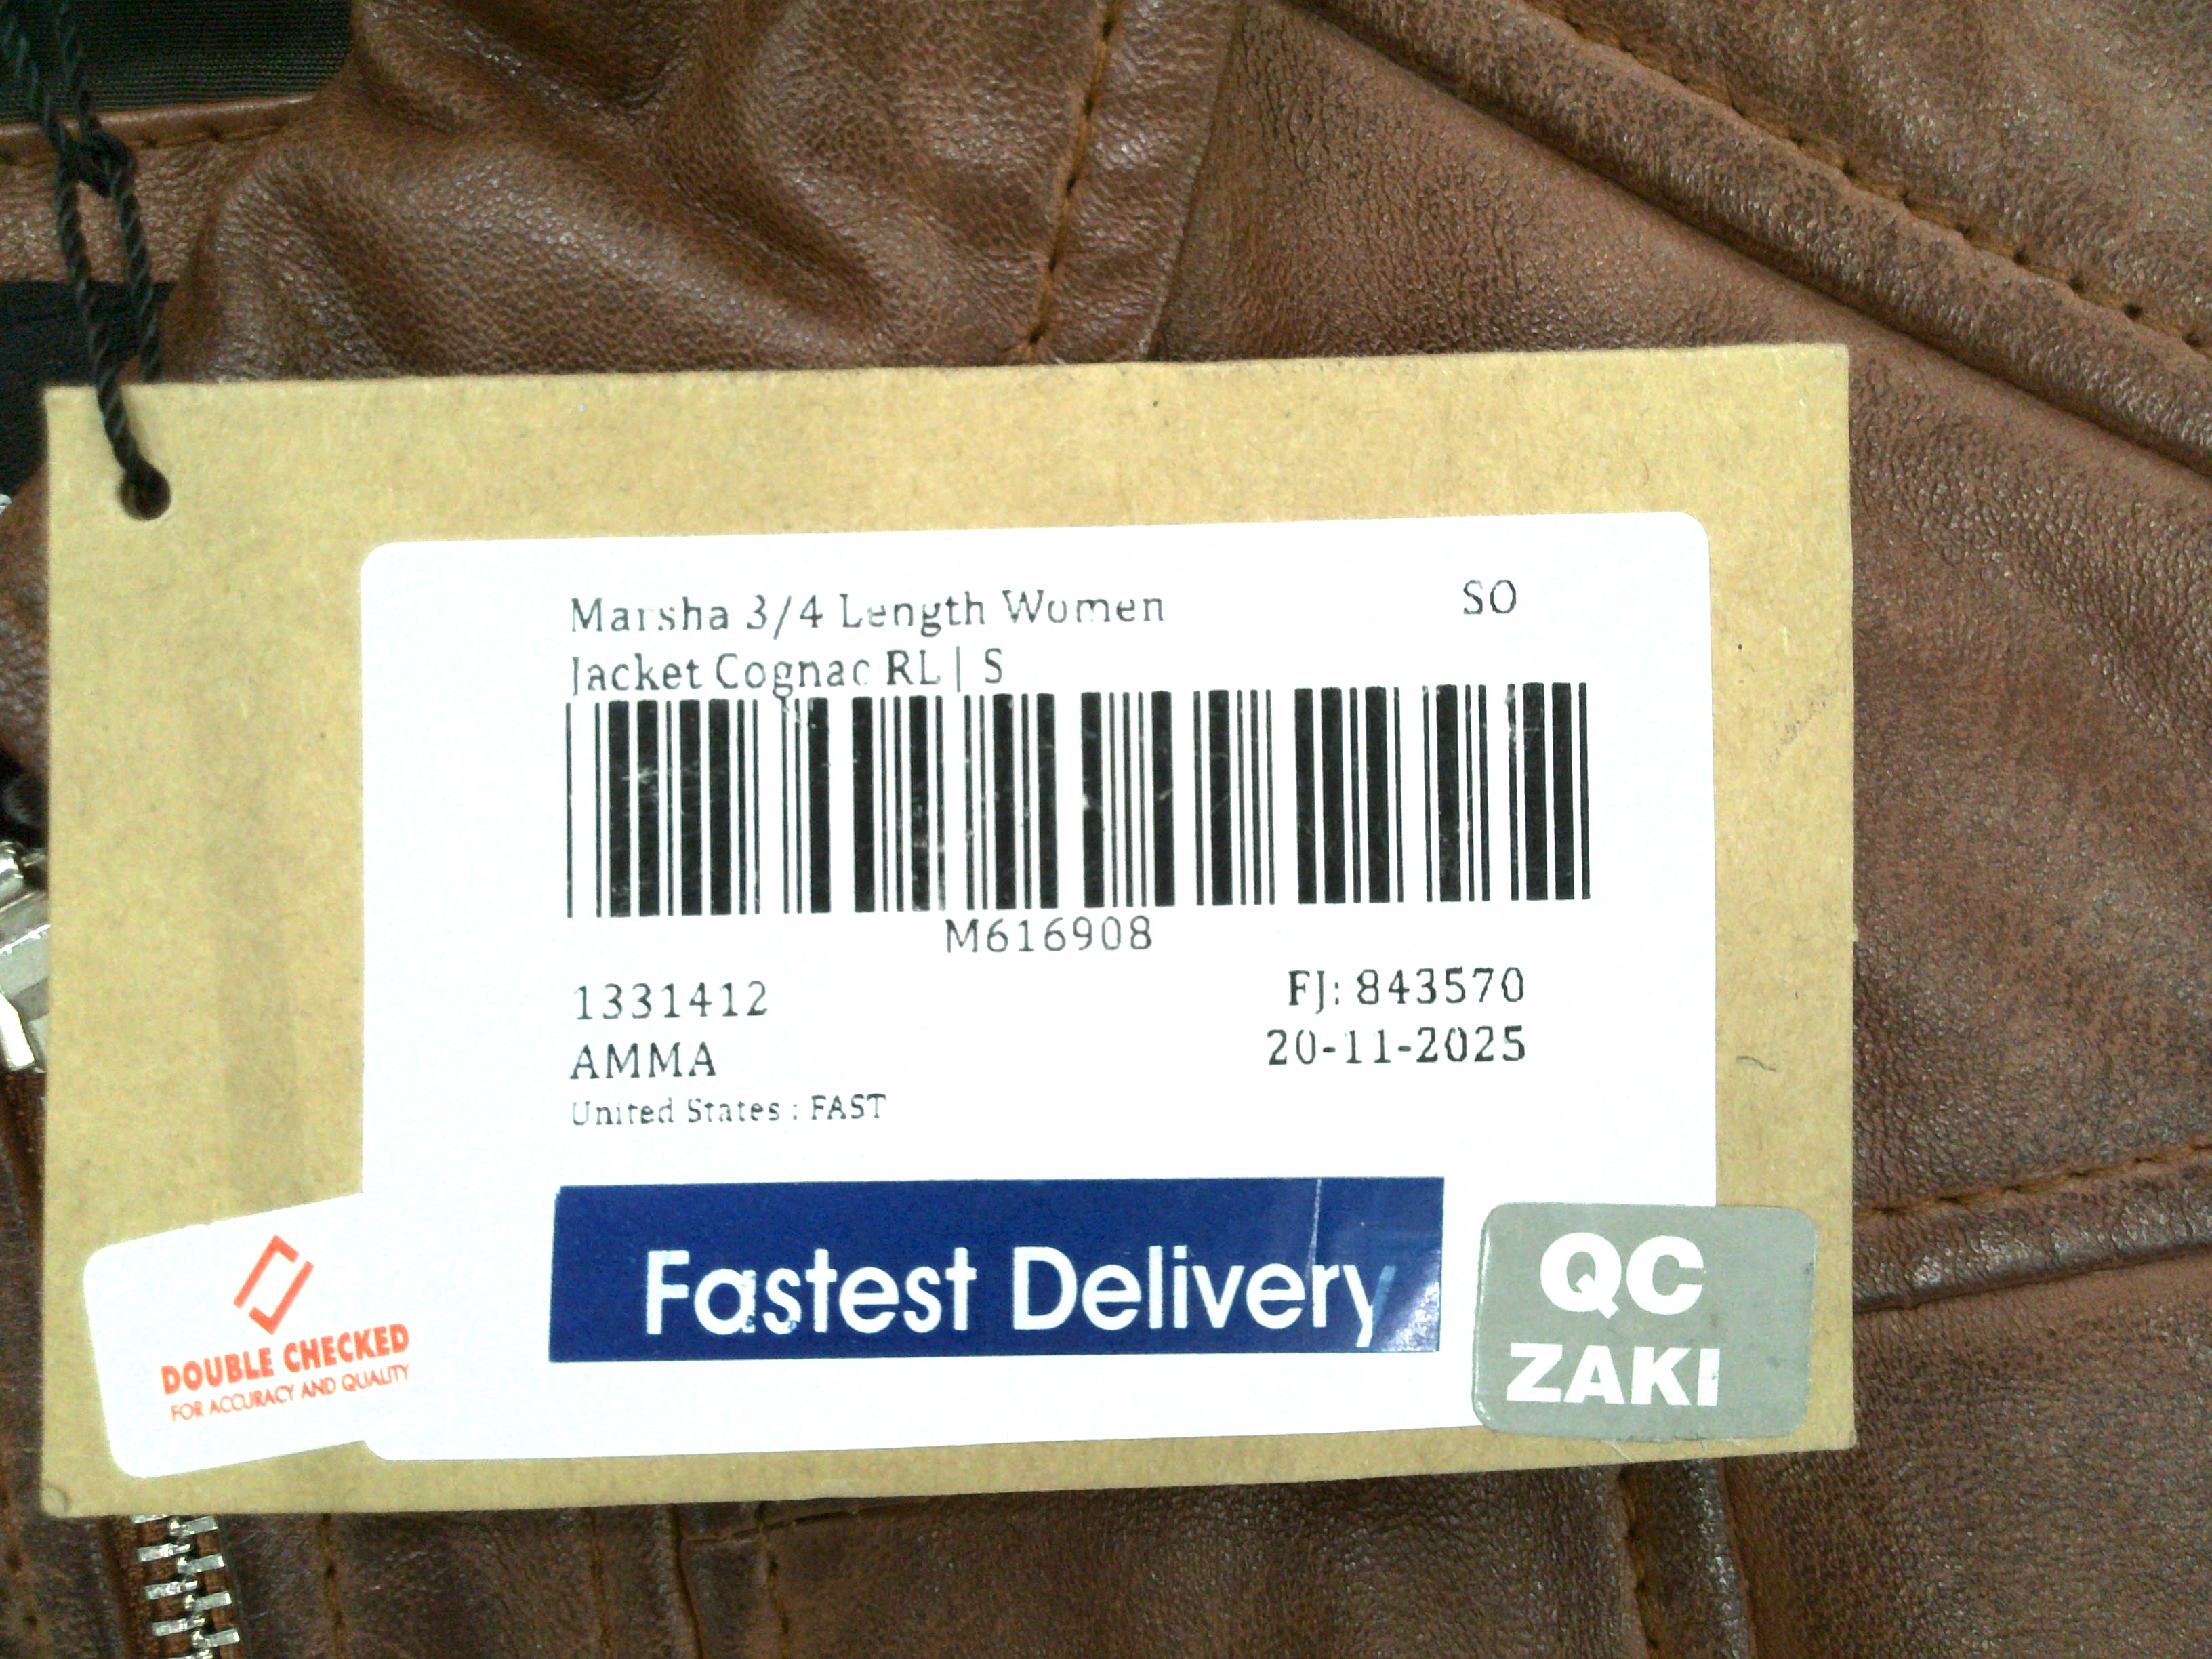 Marsha 3/4 Length Women SO
Jacket Cognac RL | S
M616908
1331412 FJ: 843570
AMMA 20-11-2025
United States : FAST
Fastest Delivery
DOUBLE CHECKED
FOR ACCURACY AND QUALITY
QC
ZAKI